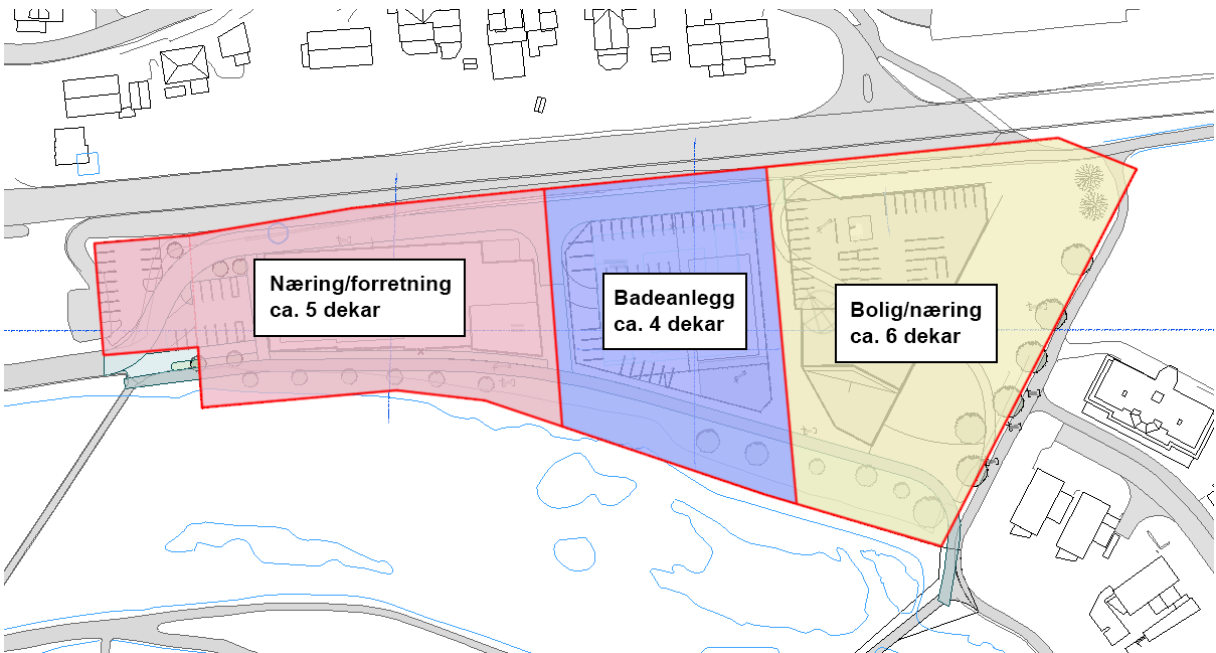 Næring/forretning
ca. 5 dekar
Badeanlegg
ca. 4 dekar
Bolig/næring
ca. 6 dekar